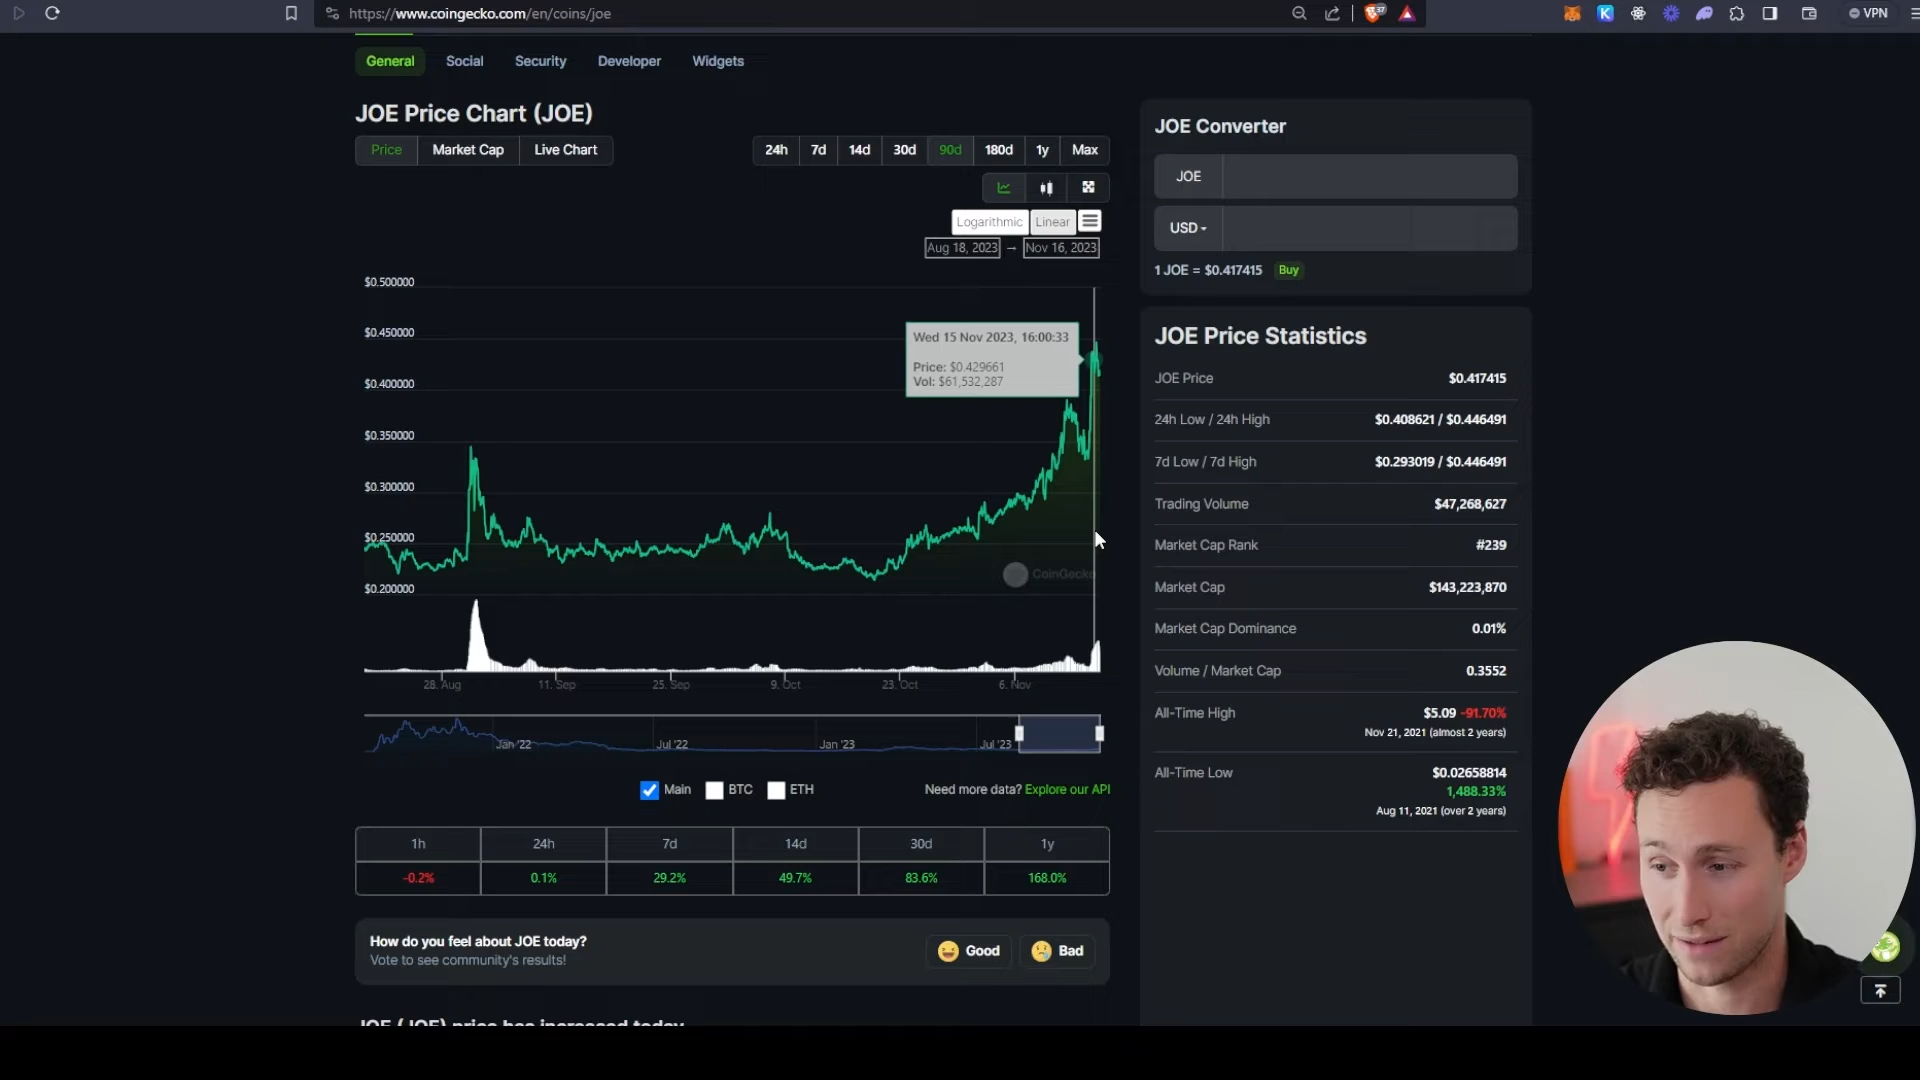 https://www.coingecko.com/en/coins/joe
37
VPN
General
Social
Security
Developer
Widgets
JOE Price Chart (JOE)
Price
Market Cap
Live Chart
24h
7d
14d
30d
90d
180d
1y
Max
Logarithmic
Linear
Aug 18, 2023 → Nov 16, 2023
$0.500000
$0.450000
$0.400000
$0.350000
$0.300000
$0.250000
$0.200000
Wed 15 Nov 2023, 16:00:33
Price: $0.429661
Vol: $61,532,287
CoinGecko
28. Aug
11. Sep
25. Sep
9. Oct
23. Oct
6. Nov
Jan '22
Jul '22
Jan '23
Jul '23
Main
BTC
ETH
Need more data? Explore our API
1h 24h 7d 14d 30d 1y
-0.2% 0.1% 29.2% 49.7% 83.6% 168.0%
How do you feel about JOE today?
Vote to see community's results!
Good
Bad
JOE (JOE) price has increased today
JOE Converter
JOE
USD
1 JOE = $0.417415
Buy
JOE Price Statistics
JOE Price $0.417415
24h Low / 24h High $0.408621 / $0.446491
7d Low / 7d High $0.293019 / $0.446491
Trading Volume $47,268,627
Market Cap Rank #239
Market Cap $143,223,870
Market Cap Dominance 0.01%
Volume / Market Cap 0.3552
All-Time High $5.09 -91.70%
Nov 21, 2021 (almost 2 years)
All-Time Low $0.02658814
1,488.33%
Aug 11, 2021 (over 2 years)